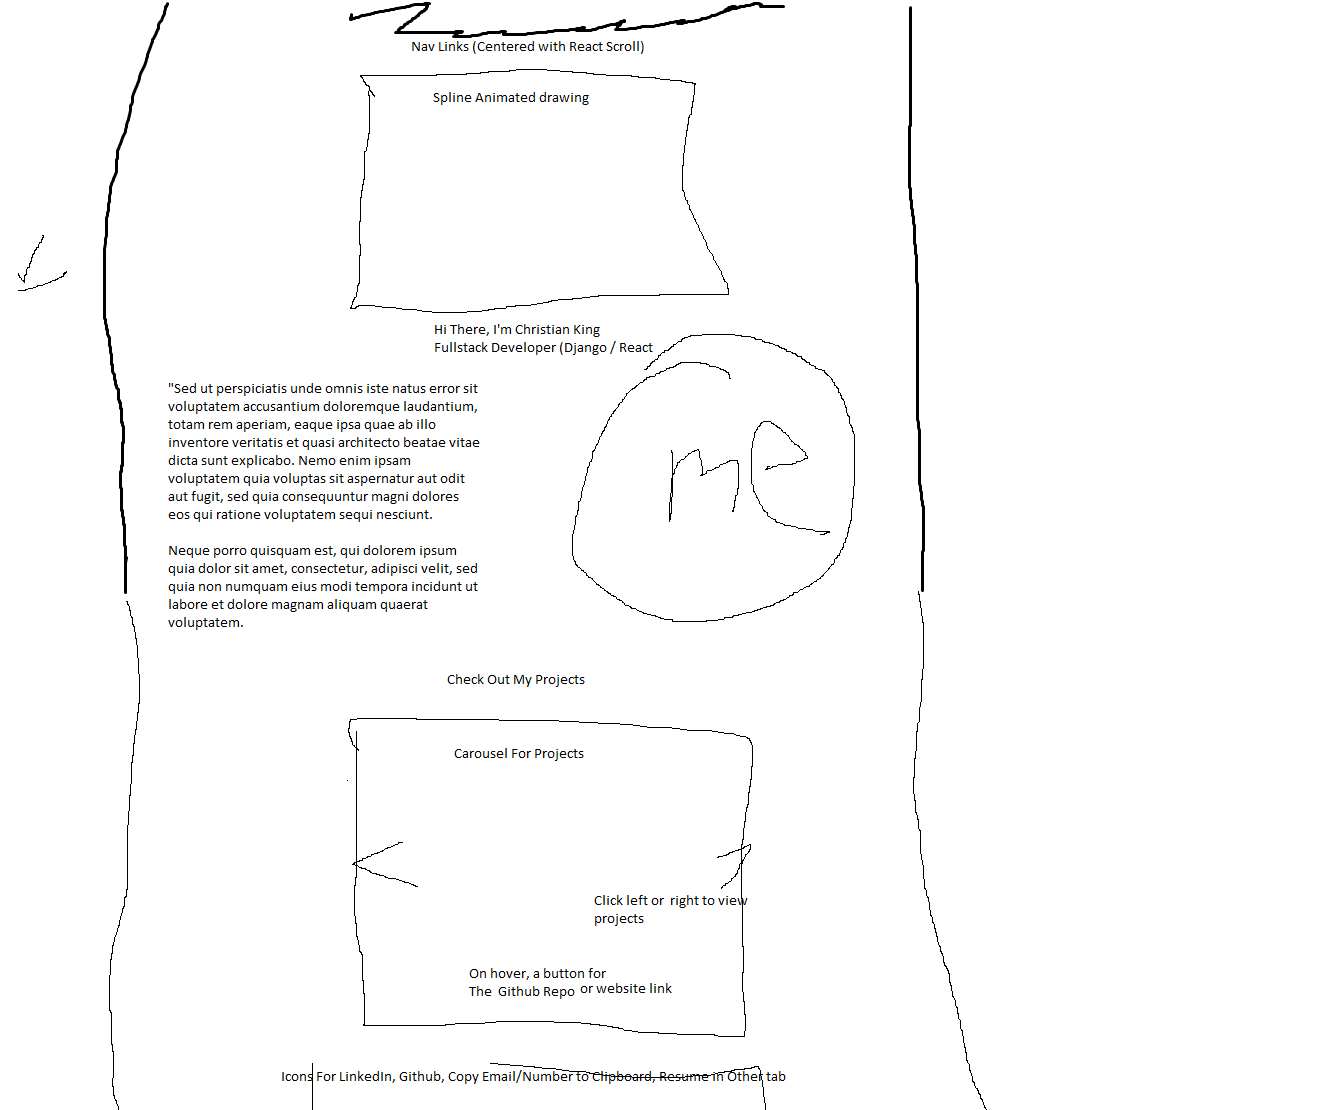 Nav Links (Centered with React Scroll)
Spline Animated drawing
Hi There, I'm Christian King
Fullstack Developer (Django / React
"Sed ut perspiciatis unde omnis iste natus error sit
voluptatem accusantium doloremque laudantium,
totam rem aperiam, eaque ipsa quae ab illo
inventore veritatis et quasi architecto beatae vitae
dicta sunt explicabo. Nemo enim ipsam
voluptatem quia voluptas sit aspernatur aut odit
aut fugit, sed quia consequuntur magni dolores
eos qui ratione voluptatem sequi nesciunt.
Neque porro quisquam est, qui dolorem ipsum
quia dolor sit amet, consectetur, adipisci velit, sed
quia non numquam eius modi tempora incidunt ut
labore et dolore magnam aliquam quaerat
voluptatem.
me
Check Out My Projects
Carousel For Projects
Click left or right to view
projects
On hover, a button for
The Github Repo or website link
Icons For LinkedIn, Github, Copy Email/Number to Clipboard, Resume in Other tab